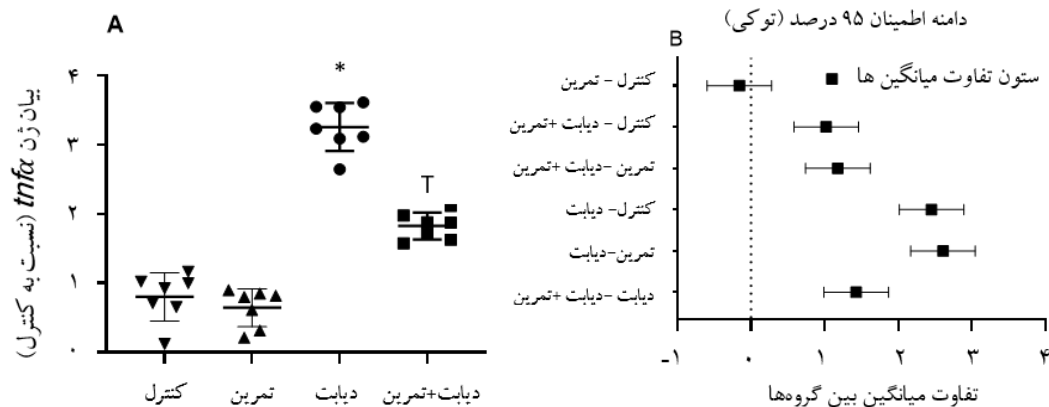 A
بیان ژن tnfα (نسبت به کنترل)
۴
۳
۲
۱
۰
*
T
کنترل
تمرین
دیابت
دیابت+تمرین
دامنه اطمینان ۹۵ درصد (توکی)
B
ستون تفاوت میانگین ها
کنترل - تمرین
کنترل - دیابت +تمرین
تمرین -دیابت +تمرین
کنترل- دیابت
تمرین-دیابت
دیابت -دیابت +تمرین
-۱
۰
۱
۲
۳
۴
تفاوت میانگین بین گروه‌ها